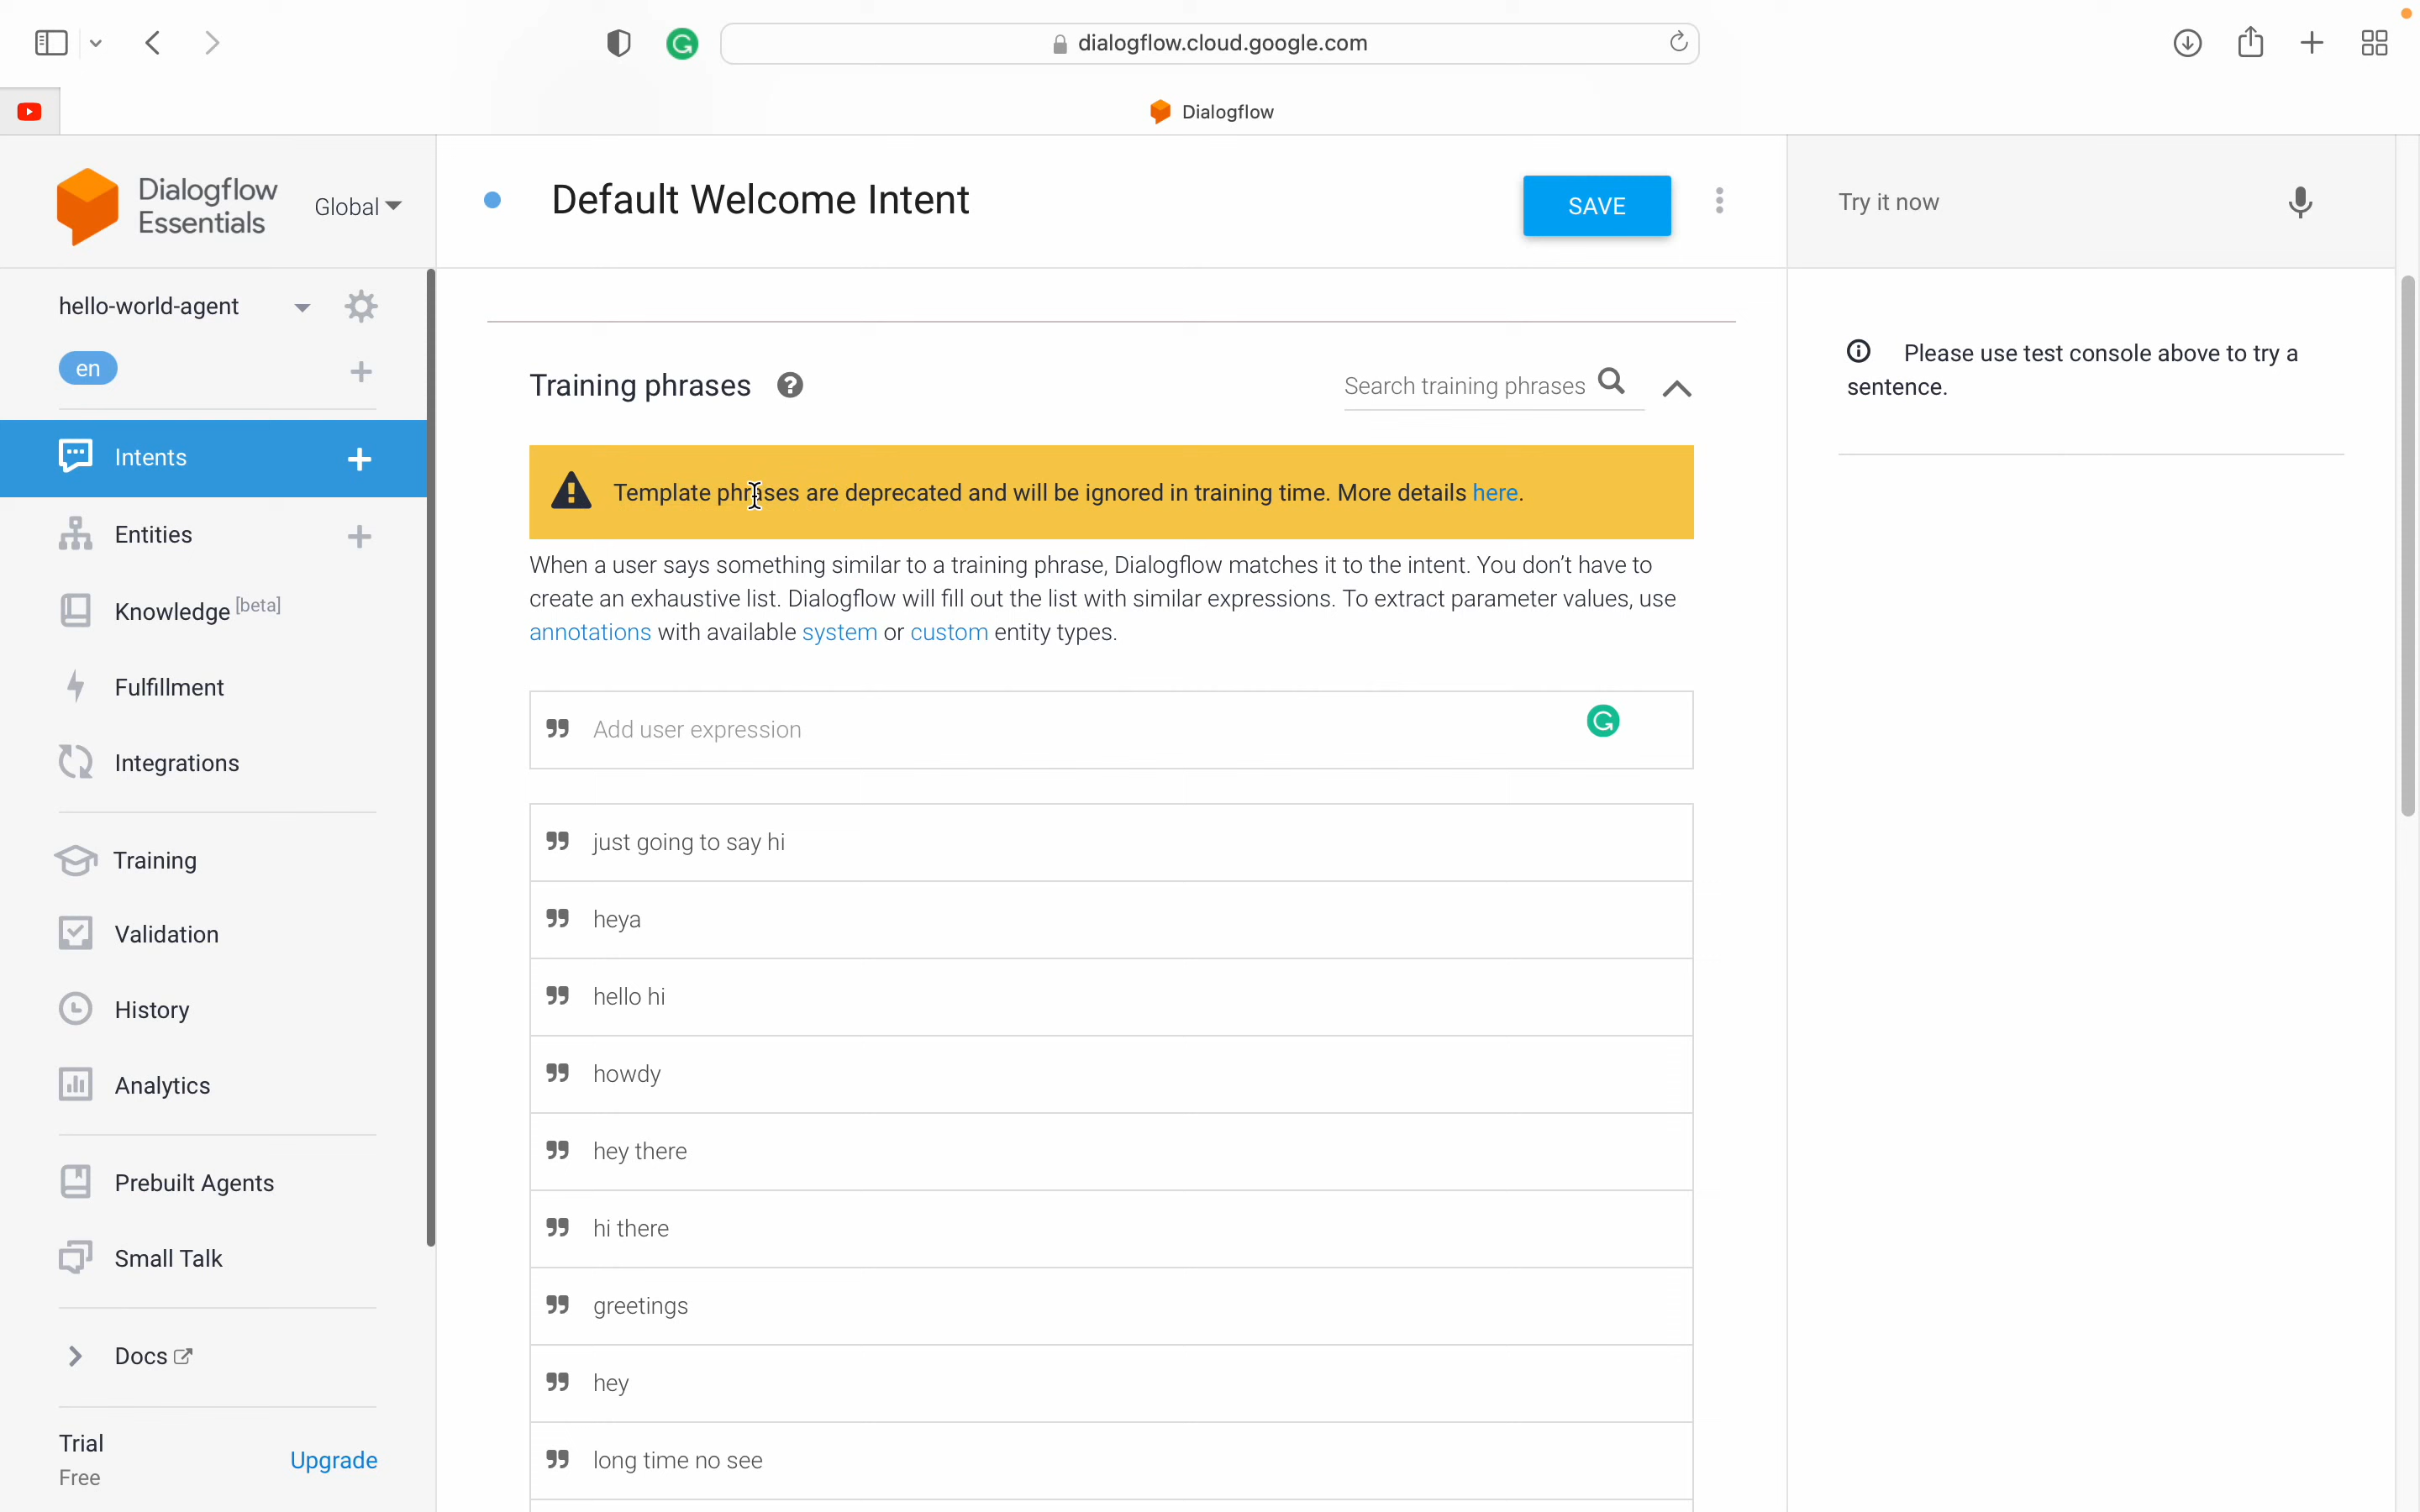 dialogflow.cloud.google.com
Dialogflow
Dialogflow
Essentials
Global
Default Welcome Intent
SAVE
Try it now
hello-world-agent
en
Intents
Entities
Knowledge [beta]
Fulfillment
Integrations
Training
Validation
History
Analytics
Prebuilt Agents
Small Talk
Docs
Trial
Free
Upgrade
Training phrases
Search training phrases
Template phrases are deprecated and will be ignored in training time. More details here.
When a user says something similar to a training phrase, Dialogflow matches it to the intent. You don't have to
create an exhaustive list. Dialogflow will fill out the list with similar expressions. To extract parameter values, use
annotations with available system or custom entity types.
Add user expression
just going to say hi
heya
hello hi
howdy
hey there
hi there
greetings
hey
long time no see
Please use test console above to try a
sentence.